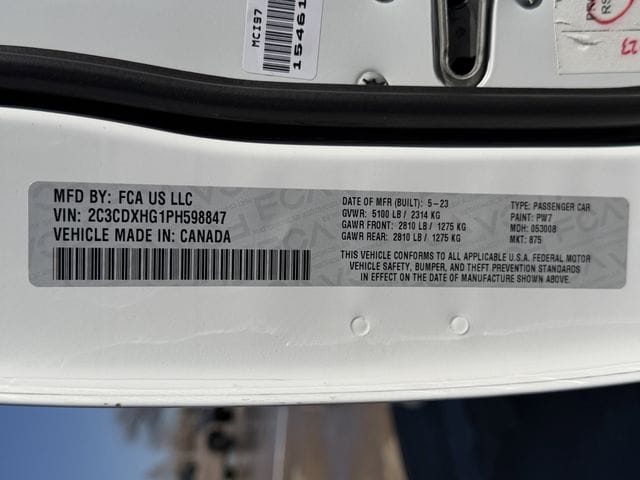 MCI97
15461
23
MFD BY: FCA US LLC
VIN: 2C3CDXHG1PH598847
VEHICLE MADE IN: CANADA
DATE OF MFR (BUILT): 5-23
GVWR: 5100 LB / 2314 KG
GAWR FRONT: 2810 LB / 1275 KG
GAWR REAR: 2810 LB / 1275 KG
TYPE: PASSENGER CAR
PAINT: PW7
MDH: 053008
MKT: 875
THIS VEHICLE CONFORMS TO ALL APPLICABLE U.S.A. FEDERAL MOTOR
VEHICLE SAFETY, BUMPER, AND THEFT PREVENTION STANDARDS
IN EFFECT ON THE DATE OF MANUFACTURE SHOWN ABOVE.